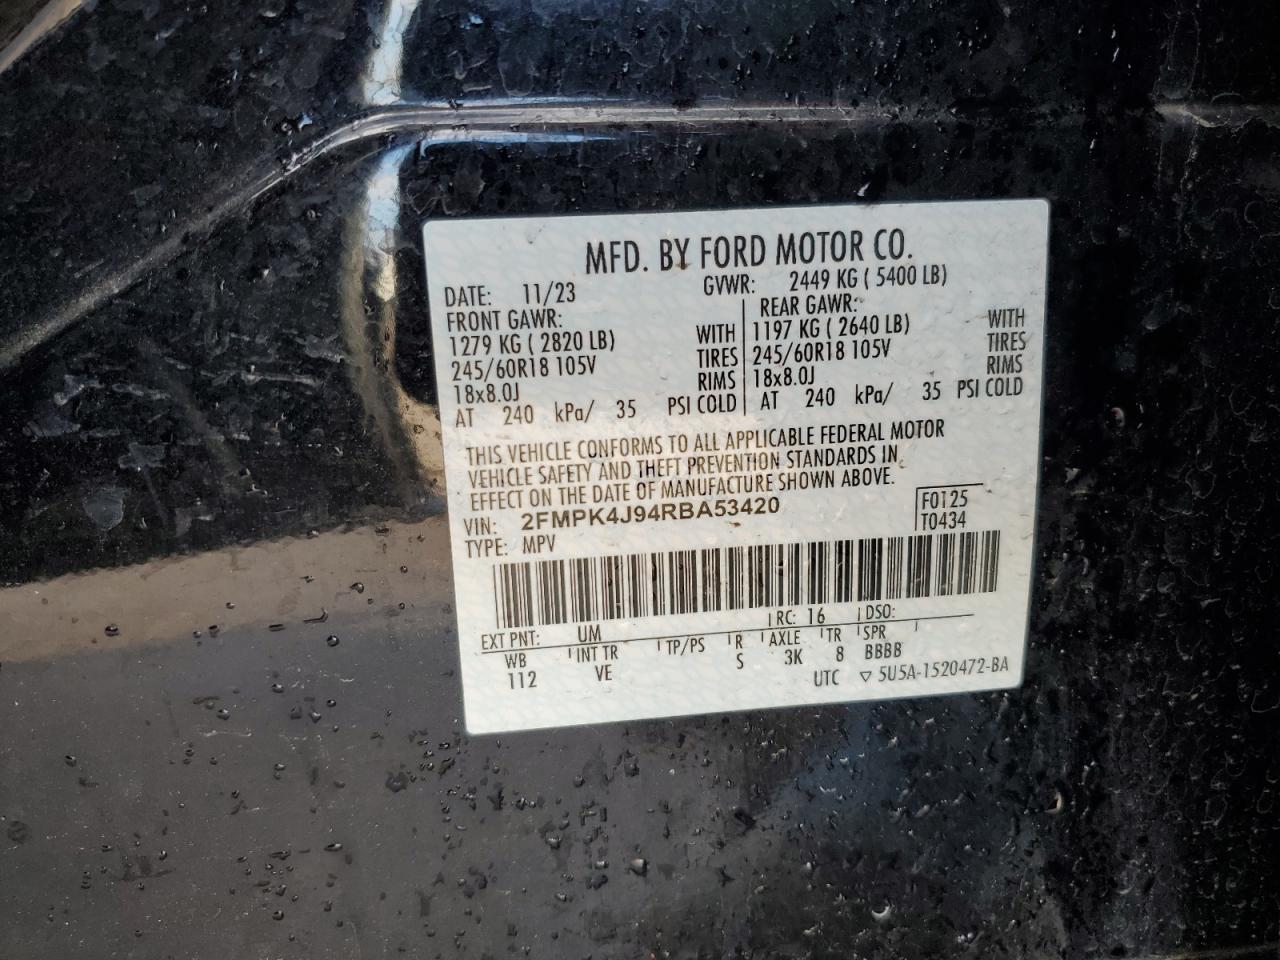 MFD. BY FORD MOTOR CO.
DATE: 11/23 GVWR: 2449 KG ( 5400 LB)
FRONT GAWR: REAR GAWR:
1279 KG ( 2820 LB) WITH 1197 KG ( 2640 LB) WITH
245/60R18 105V TIRES 245/60R18 105V TIRES
18x8.0J RIMS 18x8.0J RIMS
AT 240 kPa/ 35 PSI COLD AT 240 kPa/ 35 PSI COLD
THIS VEHICLE CONFORMS TO ALL APPLICABLE FEDERAL MOTOR
VEHICLE SAFETY AND THEFT PREVENTION STANDARDS IN
EFFECT ON THE DATE OF MANUFACTURE SHOWN ABOVE.
VIN: 2FMPK4J94RBA53420 F0125
TYPE: MPV T0434
EXT PNT: UM RC: 16 DSO:
WB INT TR TP/PS R AXLE TR SPR
112 VE S 3K 8 BBBB
UTC ▽ 5U5A-1520472-BA